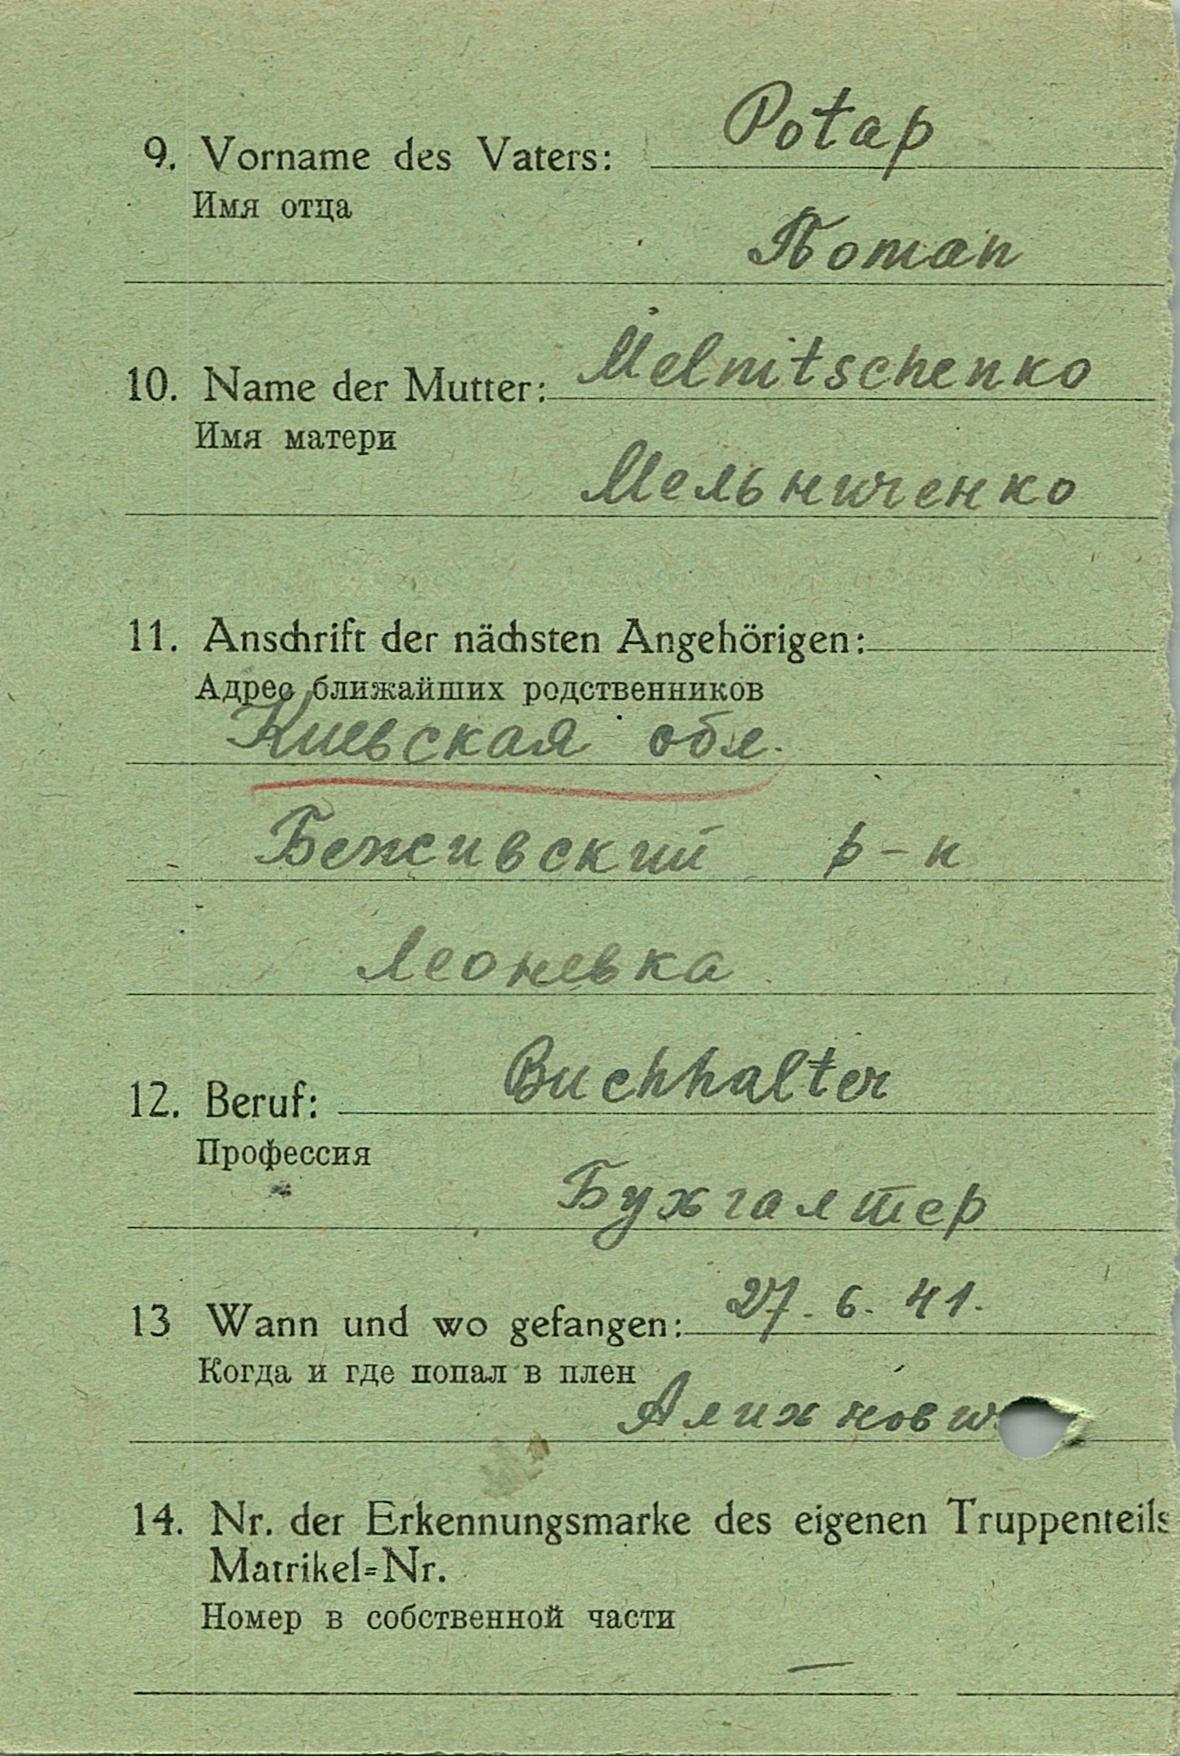 9. Vorname des Vaters: Potap
Имя отца
Потап
10. Name der Mutter: Melnitschenko
Имя матери
Мельниченко
11. Anschrift der nächsten Angehörigen:
Адрес ближайших родственников
Киевская обл.
Беживский р-н
Леоневка
12. Beruf: Buchhalter
Профессия
Бухгалтер
13 Wann und wo gefangen: 27. 6. 41.
Когда и где попал в плен
14. Nr. der Erkennungsmarke des eigenen Truppenteils
Matrikel=Nr.
Номер в собственной части
—